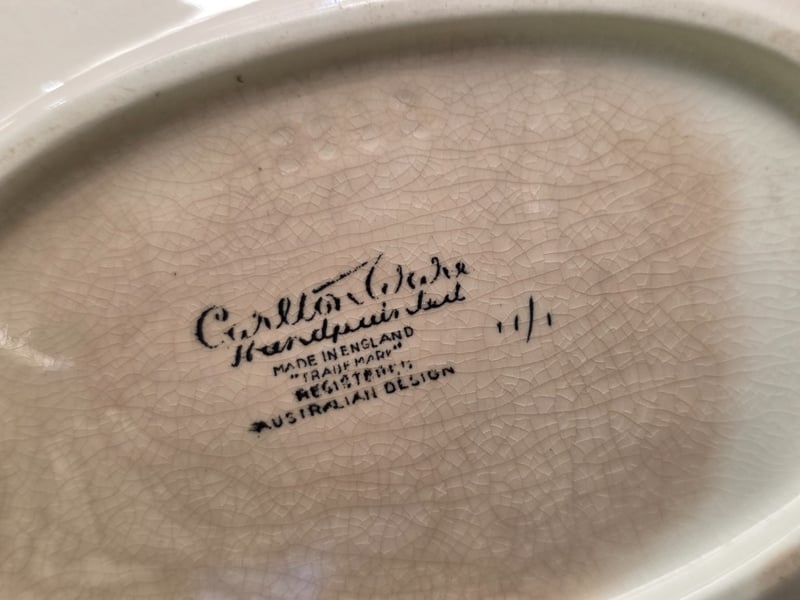 Carlton Ware
Handpainted
MADE IN ENGLAND
"TRADE MARK"
REGISTERED
AUSTRALIAN DESIGN
11/1